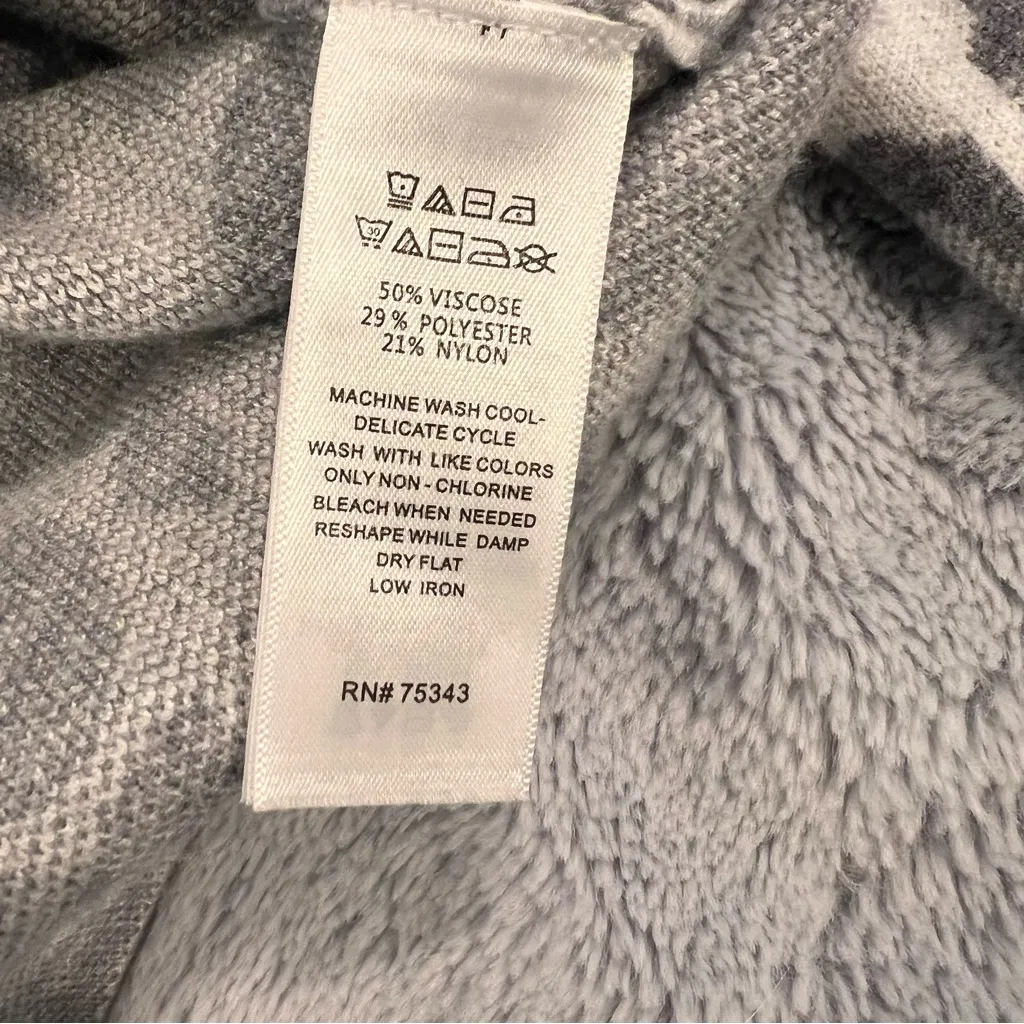 30
50% VISCOSE
29% POLYESTER
21% NYLON
MACHINE WASH COOL-
DELICATE CYCLE
WASH WITH LIKE COLORS
ONLY NON-CHLORINE
BLEACH WHEN NEEDED
RESHAPE WHILE DAMP
DRY FLAT
LOW IRON
RN# 75343